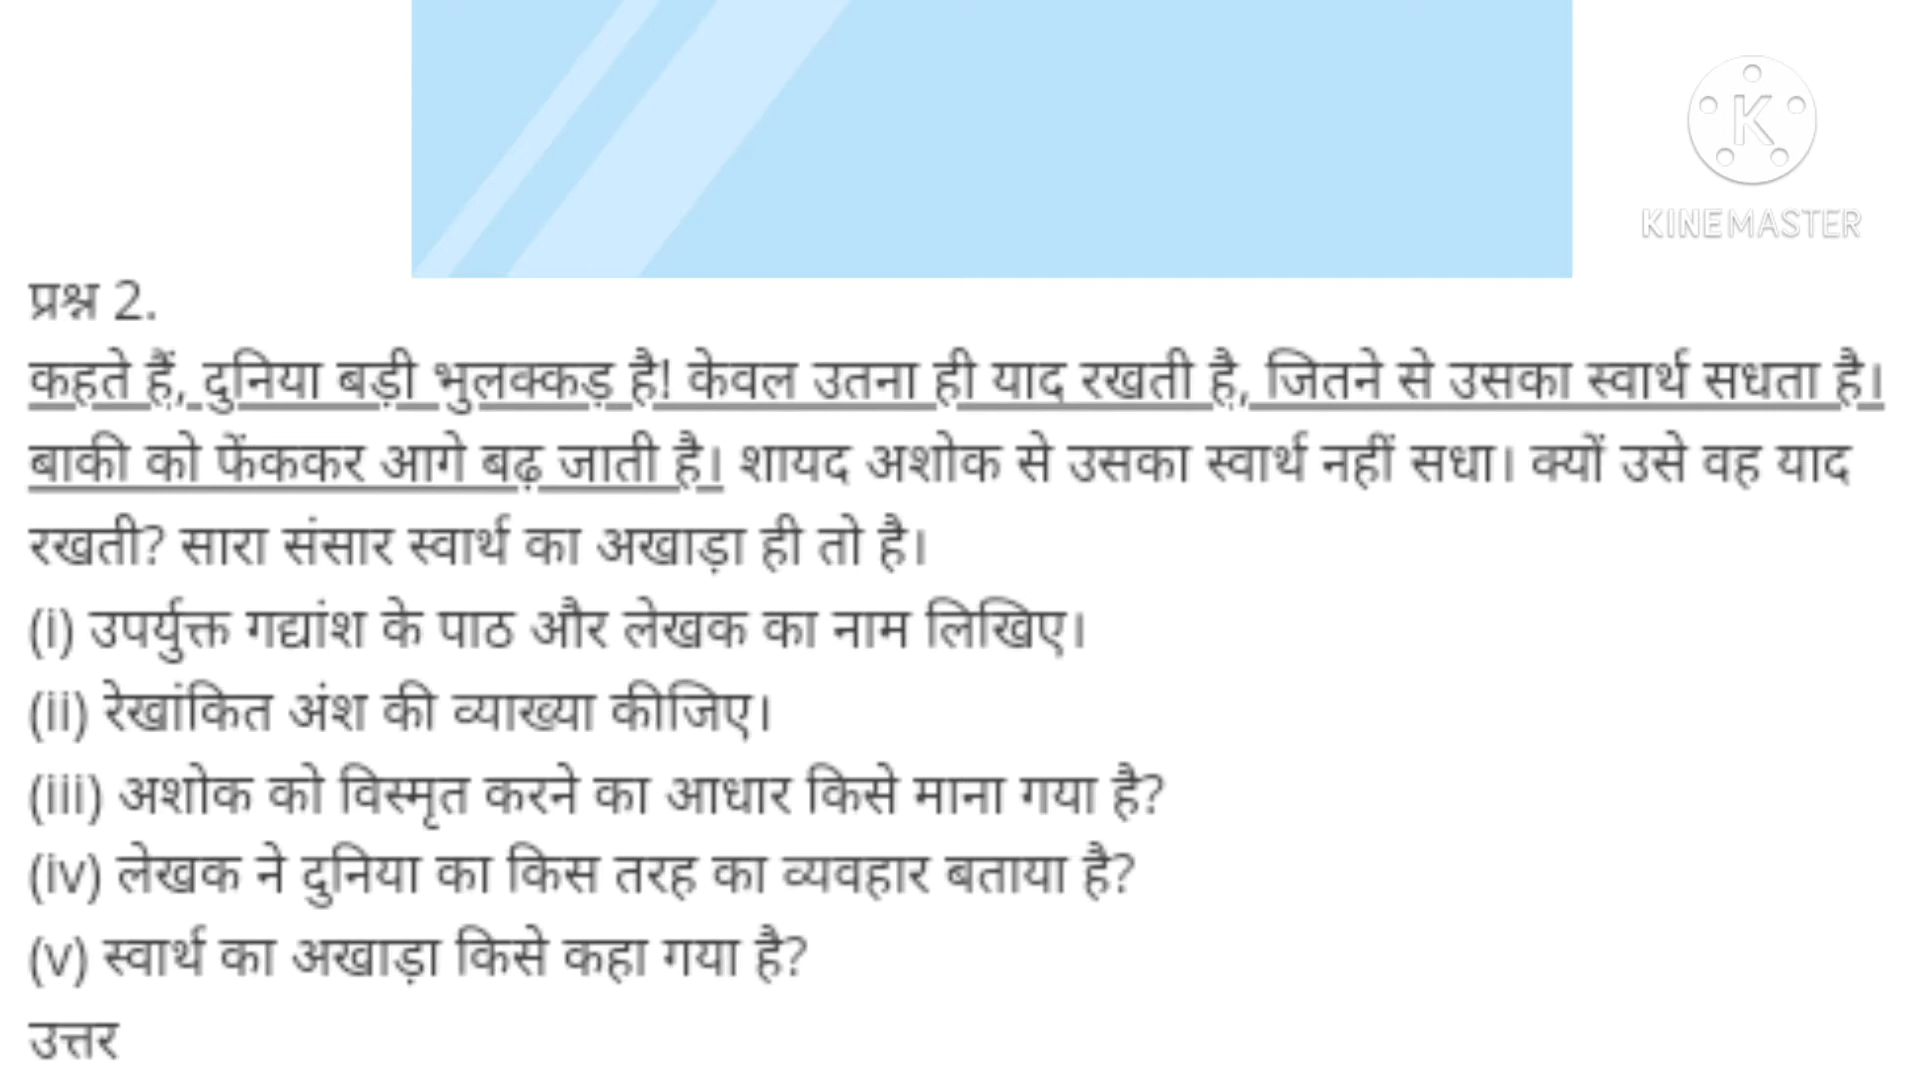 KINEMASTER
प्रश्न 2.
कहते हैं, दुनिया बड़ी भुलक्कड़ है! केवल उतना ही याद रखती है, जितने से उसका स्वार्थ सधता है।
बाकी को फेंककर आगे बढ़ जाती है। शायद अशोक से उसका स्वार्थ नहीं सधा। क्यों उसे वह याद
रखती? सारा संसार स्वार्थ का अखाड़ा ही तो है।
(i) उपर्युक्त गद्यांश के पाठ और लेखक का नाम लिखिए।
(ii) रेखांकित अंश की व्याख्या कीजिए।
(iii) अशोक को विस्मृत करने का आधार किसे माना गया है?
(iv) लेखक ने दुनिया का किस तरह का व्यवहार बताया है?
(v) स्वार्थ का अखाड़ा किसे कहा गया है?
उत्तर